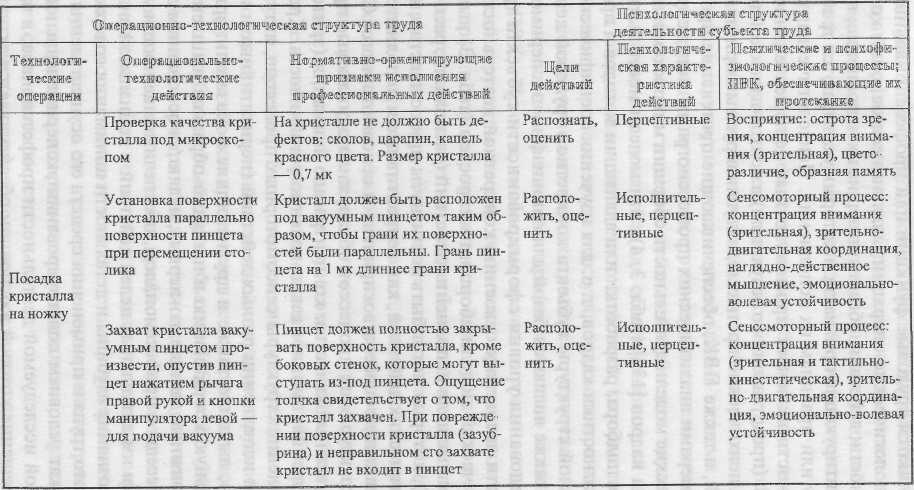 Операционно-технологическая структура труда
Психологическая структура
деятельности субъекта труда
Технологи-
ческие
операции
Операционально-
технологические
действия
Нормативно-ориентирующие
признаки исполнения
профессиональных действий
Цели
действий
Психологиче-
ская характе-
ристика
действий
Психические и психофи-
зиологические процессы;
ПВК, обеспечивающие их
протекание
Посадка
кристалла
на ножку
Проверка качества кри-
сталла под микроско-
пом
На кристалле не должно быть де-
фектов: сколов, царапин, капель
красного цвета. Размер кристалла
— 0,7 мк
Распознать,
оценить
Перцептивные
Восприятие: острота зре-
ния, концентрация внима-
ния (зрительная), цвето-
различие, образная память
Установка поверхности
кристалла параллельно
поверхности пинцета
при перемещении сто-
лика
Кристалл должен быть расположен
под вакуумным пинцетом таким об-
разом, чтобы грани их поверхно-
стей были параллельны. Грань пин-
цета на 1 мк длиннее грани кри-
сталла
Располо-
жить, оце-
нить
Исполнитель-
ные, перцеп-
тивные
Сенсомоторный процесс:
концентрация внимания
(зрительная), зрительно-
двигательная координация,
наглядно-действенное
мышление, эмоционально-
волевая устойчивость
Захват кристалла ваку-
умным пинцетом про-
извести, опустив пин-
цет нажатием рычага
правой рукой и кнопки
манипулятора левой —
для подачи вакуума
Пинцет должен полностью закры-
вать поверхность кристалла, кроме
боковых стенок, которые могут вы-
ступать из-под пинцета. Ощущение
толчка свидетельствует о том, что
кристалл захвачен. При поврежде-
нии поверхности кристалла (зазуб-
рина) и неправильном его захвате
кристалл не входит в пинцет
Располо-
жить, оце-
нить
Исполнитель-
ные, перцеп-
тивные
Сенсомоторный процесс:
концентрация внимания
(зрительная и тактильно-
кинестетическая), зритель-
но-двигательная координа-
ция, эмоционально-волевая
устойчивость